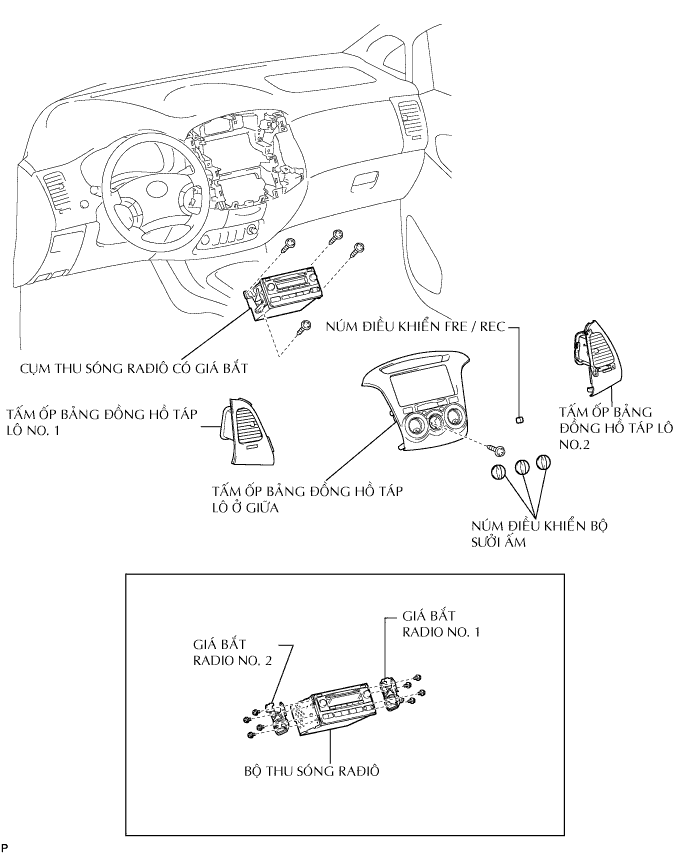 NÚM ĐIỀU KHIỂN FRE / REC
CỤM THU SÓNG RAĐIÔ CÓ GIÁ BẮT
TẤM ỐP BẢNG ĐỒNG HỒ TÁP
LÔ NO. 1
TẤM ỐP BẢNG
ĐỒNG HỒ TÁP LÔ
NO.2
TẤM ỐP BẢNG ĐỒNG HỒ TÁP
LÔ Ở GIỮA
NÚM ĐIỀU KHIỂN BỘ
SƯỞI ẤM
GIÁ BẮT
RADIO NO. 1
GIÁ BẮT
RADIO NO. 2
BỘ THU SÓNG RAĐIÔ
P